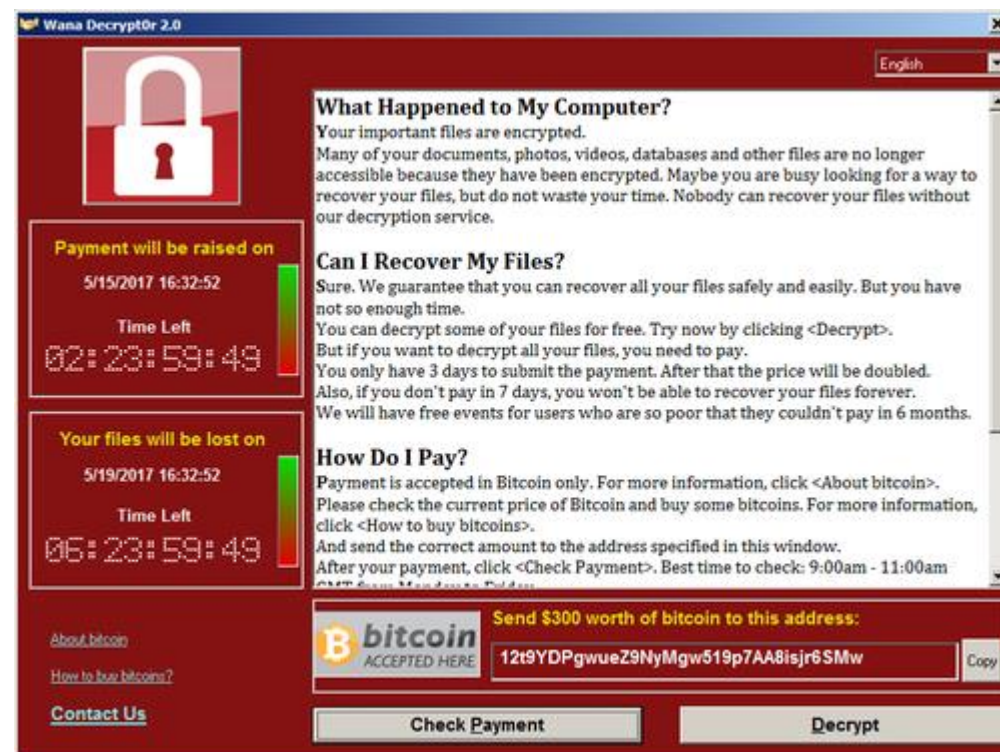 Wana Decrypt0r 2.0
English
What Happened to My Computer?
Your important files are encrypted.
Many of your documents, photos, videos, databases and other files are no longer
accessible because they have been encrypted. Maybe you are busy looking for a way to
recover your files, but do not waste your time. Nobody can recover your files without
our decryption service.
Can I Recover My Files?
Sure. We guarantee that you can recover all your files safely and easily. But you have
not so enough time.
You can decrypt some of your files for free. Try now by clicking <Decrypt>.
But if you want to decrypt all your files, you need to pay.
You only have 3 days to submit the payment. After that the price will be doubled.
Also, if you don't pay in 7 days, you won't be able to recover your files forever.
We will have free events for users who are so poor that they couldn't pay in 6 months.
How Do I Pay?
Payment is accepted in Bitcoin only. For more information, click <About bitcoin>.
Please check the current price of Bitcoin and buy some bitcoins. For more information,
click <How to buy bitcoins>.
And send the correct amount to the address specified in this window.
After your payment, click <Check Payment>. Best time to check: 9:00am - 11:00am
GMT from Monday to Friday
Payment will be raised on
5/15/2017 16:32:52
Time Left
02:23:59:49
Your files will be lost on
5/19/2017 16:32:52
Time Left
06:23:59:49
About bitcoin
How to buy bitcoins?
Contact Us
bitcoin
ACCEPTED HERE
Send $300 worth of bitcoin to this address:
12t9YDPgwueZ9NyMgw519p7AA8isjr6SMw
Copy
Check Payment
Decrypt